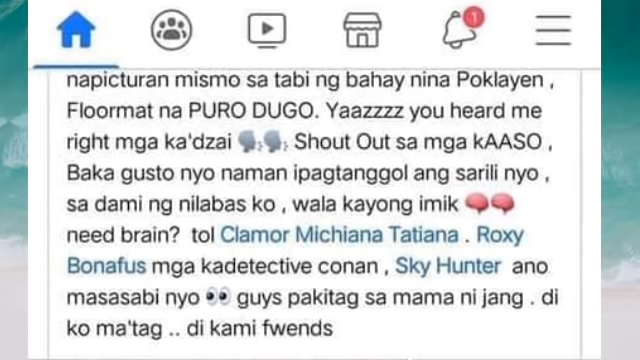 1
napicturan mismo sa tabi ng bahay nina Poklayen ,
Floormat na PURO DUGO. Yaazzzz you heard me
right mga ka'dzai 🗣️🗣️ Shout Out sa mga kAASO ,
Baka gusto nyo naman ipagtanggol ang sarili nyo ,
sa dami ng nilabas ko , wala kayong imik 🧠🧠
need brain? tol Clamor Michiana Tatiana . Roxy
Bonafus mga kadetective conan , Sky Hunter ano
masasabi nyo 👀 guys pakitag sa mama ni jang . di
ko ma'tag .. di kami fwends